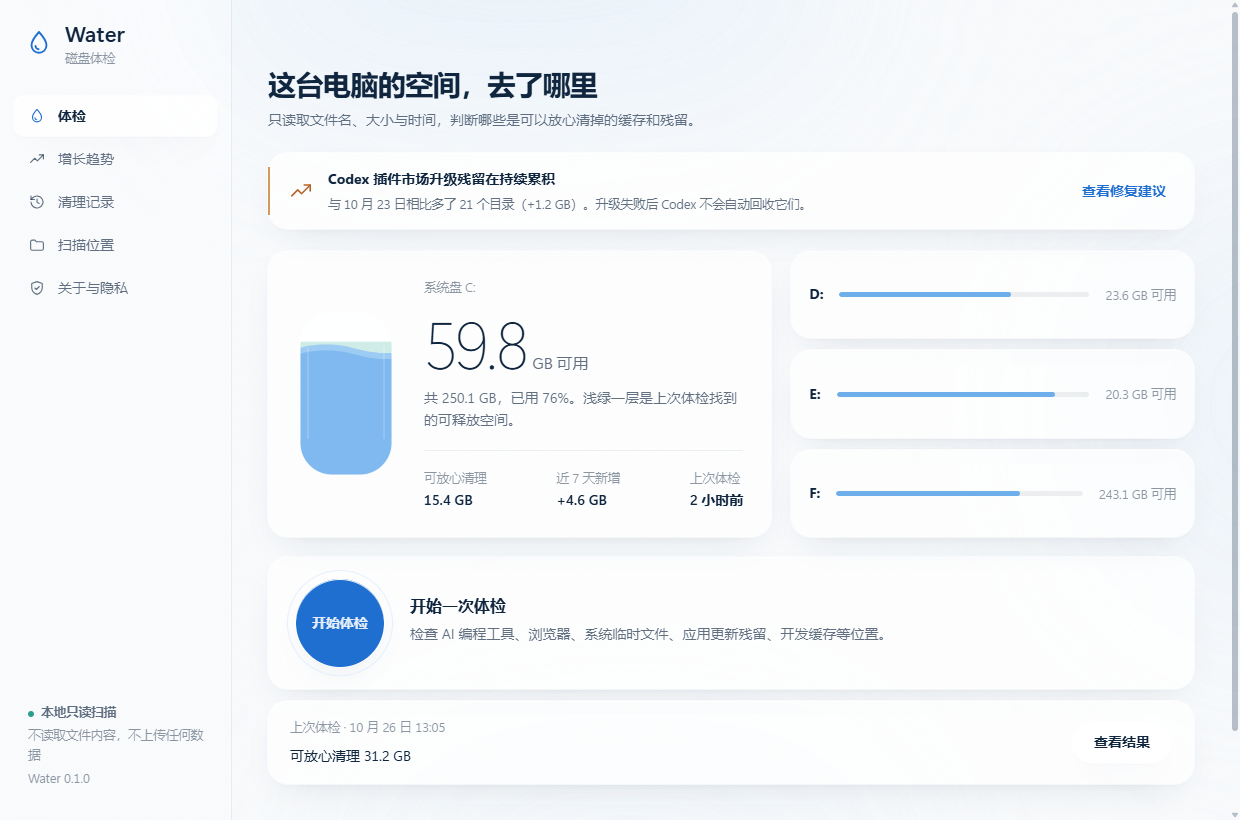 Water
磁盘体检
体检
增长趋势
清理记录
扫描位置
关于与隐私
本地只读扫描
不读取文件内容，不上传任何数
据
Water 0.1.0
这台电脑的空间，去了哪里
只读取文件名、大小与时间，判断哪些是可以放心清掉的缓存和残留。
Codex 插件市场升级残留在持续累积
与 10 月 23 日相比多了 21 个目录（+1.2 GB）。升级失败后 Codex 不会自动回收它们。
查看修复建议
系统盘 C:
59.8 GB 可用
共 250.1 GB，已用 76%。浅绿一层是上次体检找到
的可释放空间。
可放心清理
15.4 GB
近 7 天新增
+4.6 GB
上次体检
2 小时前
D:
23.6 GB 可用
E:
20.3 GB 可用
F:
243.1 GB 可用
开始体检
开始一次体检
检查 AI 编程工具、浏览器、系统临时文件、应用更新残留、开发缓存等位置。
上次体检 · 10 月 26 日 13:05
可放心清理 31.2 GB
查看结果